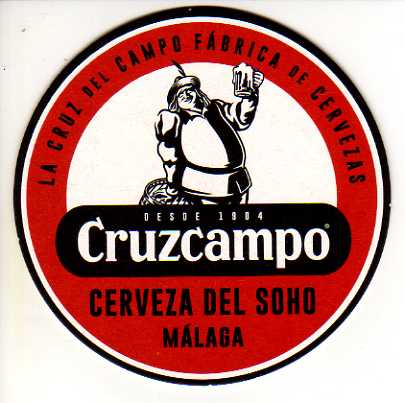 LA CRUZ DEL CAMPO FÁBRICA DE CERVEZAS
DESDE 1904
Cruzcampo
CERVEZA DEL SOHO
MÁLAGA